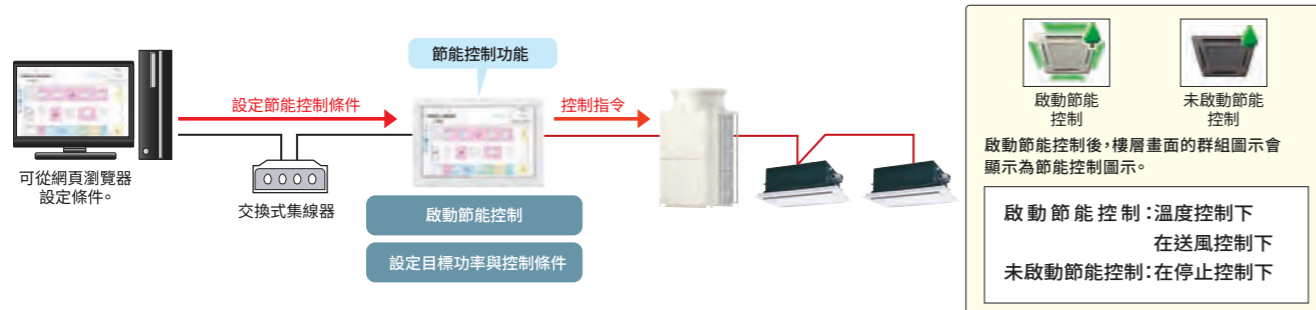 節能控制功能
設定節能控制條件
控制指令
可從網頁瀏覽器
設定條件。
交換式集線器
啟動節能控制
設定目標功率與控制條件
啟動節能
控制
未啟動節能
控制
啟動節能控制後,樓層畫面的群組圖示會
顯示為節能控制圖示。
啟動節能控制:溫度控制下
在送風控制下
未啟動節能控制:在停止控制下